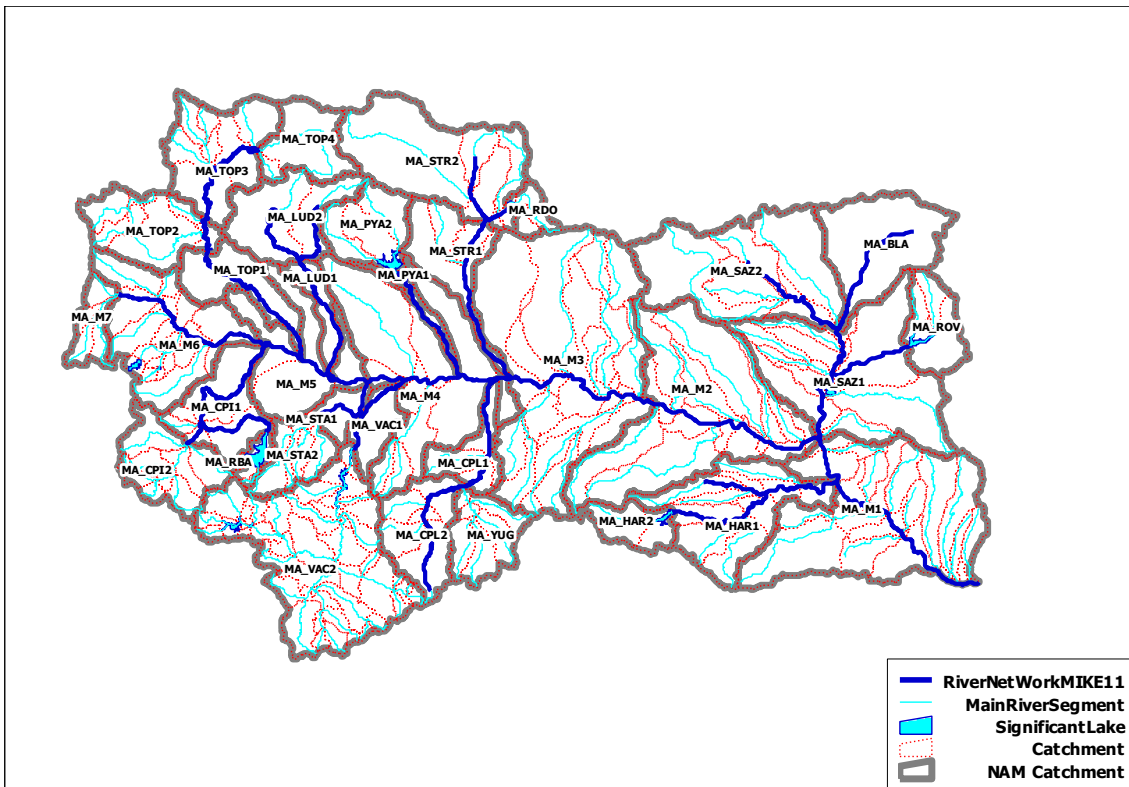 MA_TOP4
MA_STR2
MA_TOP3
MA_RDO
MA_LUD2
MA_PYA2
MA_TOP2
MA_STR1
MA_BLA
MA_TOP1
MA_LUD1
MA_PYA1
MA_SAZ2
MA_M7
MA_ROV
MA_M6
MA_M3
MA_M5
MA_M4
MA_M2
MA_SAZ1
MA_CPI1
MA_STA1
MA_VAC1
MA_CPI2
MA_RBA
MA_STA2
MA_CPL1
MA_M1
MA_HAR2
MA_HAR1
MA_CPL2
MA_YUG
MA_VAC2
RiverNetWorkMIKE11
MainRiverSegment
SignificantLake
Catchment
NAM Catchment